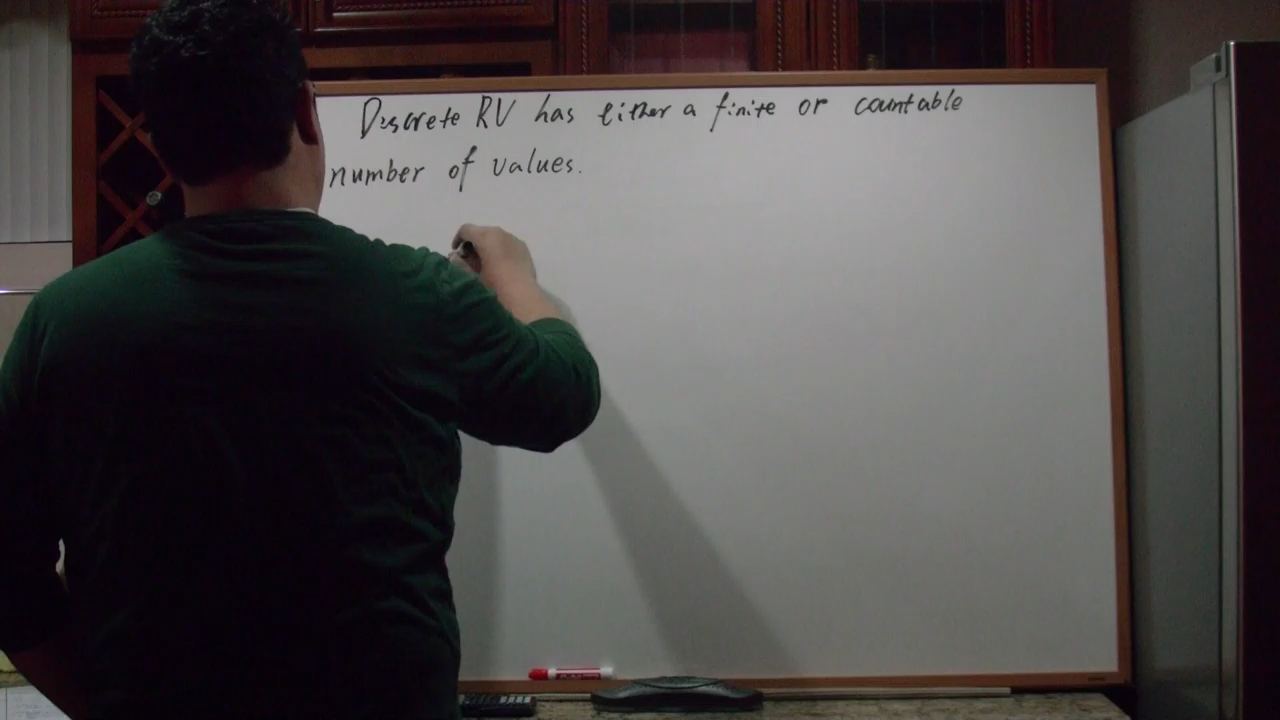 Discrete RV has either a finite or countable
number of values.